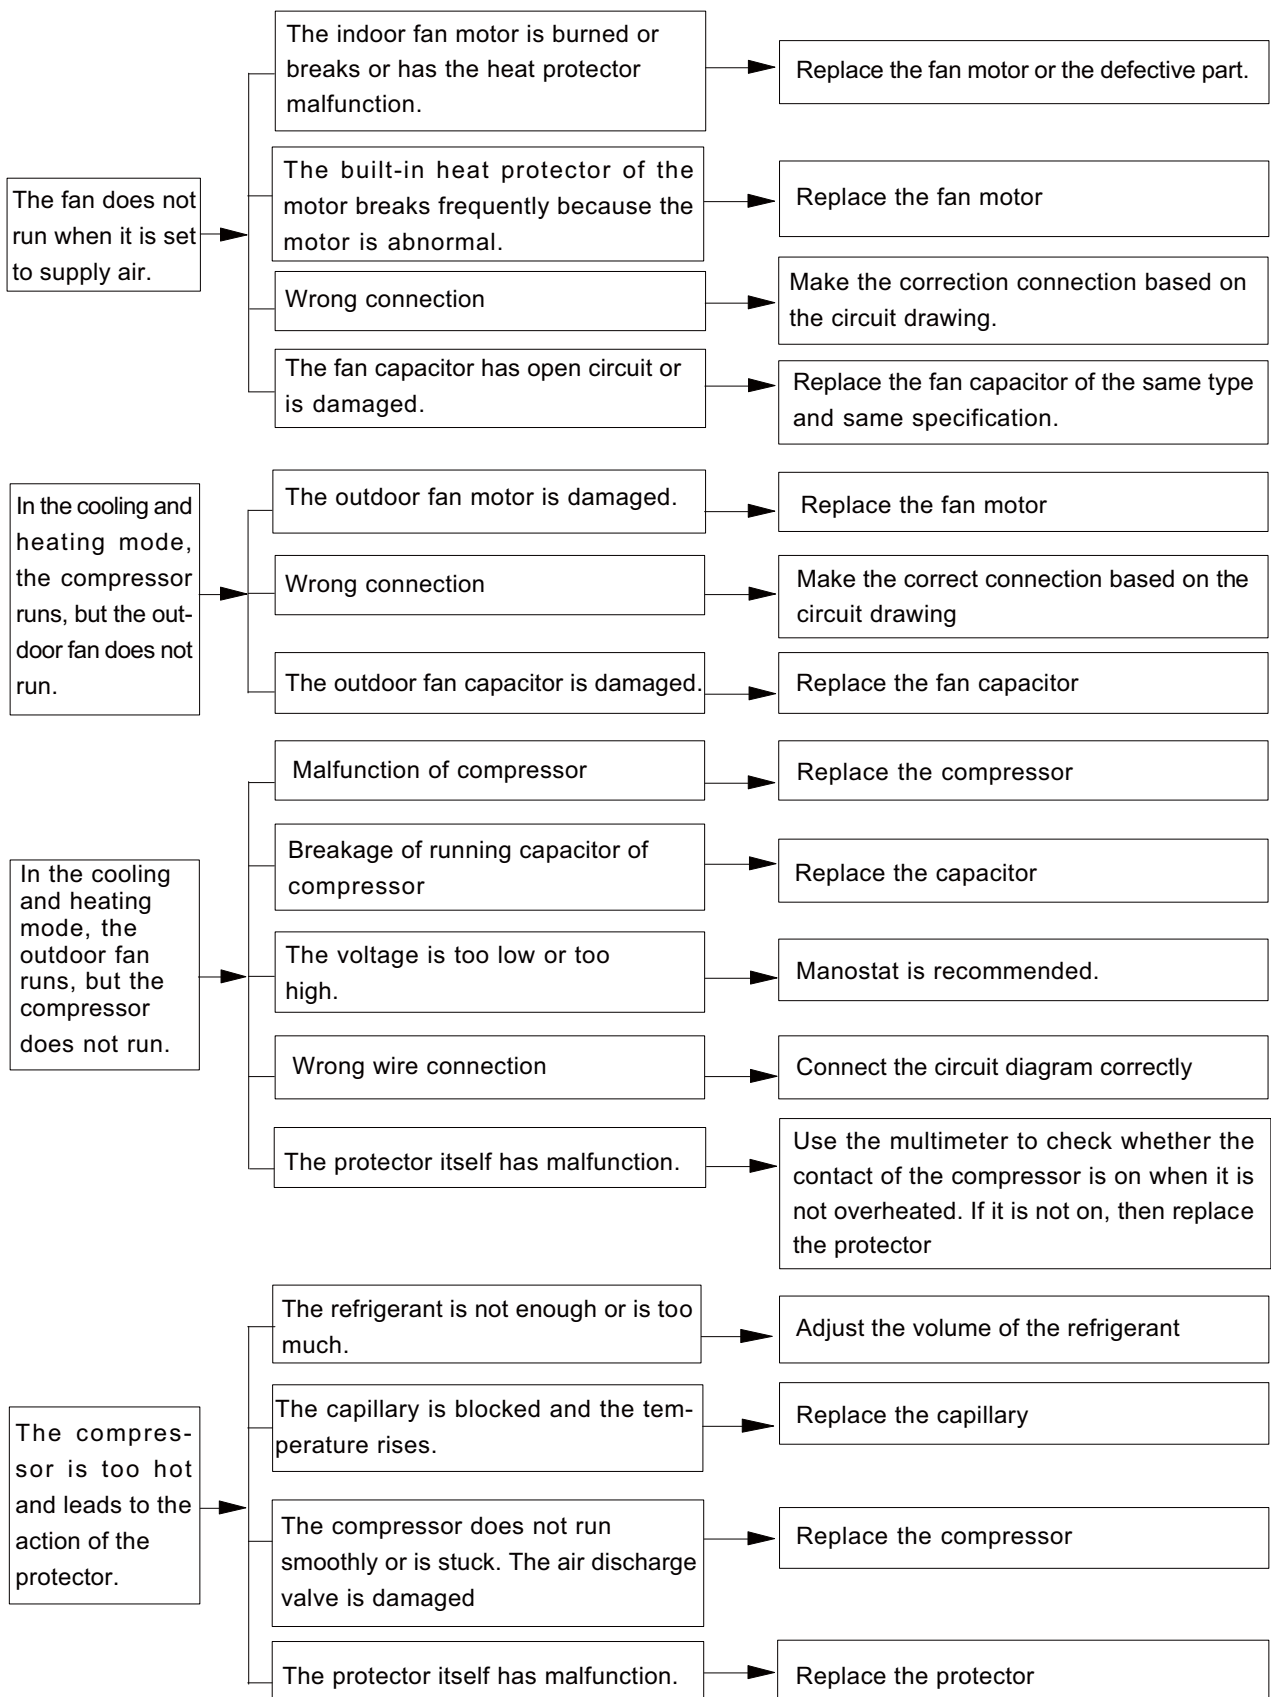 The fan does not
run when it is set
to supply air.
The indoor fan motor is burned or
breaks or has the heat protector
malfunction.
Replace the fan motor or the defective part.
The built-in heat protector of the
motor breaks frequently because the
motor is abnormal.
Replace the fan motor
Wrong connection
Make the correction connection based on
the circuit drawing.
The fan capacitor has open circuit or
is damaged.
Replace the fan capacitor of the same type
and same specification.
In the cooling and
heating mode,
the compressor
runs, but the out-
door fan does not
run.
The outdoor fan motor is damaged.
Replace the fan motor
Wrong connection
Make the correct connection based on the
circuit drawing
The outdoor fan capacitor is damaged.
Replace the fan capacitor
In the cooling
and heating
mode, the
outdoor fan
runs, but the
compressor
does not run.
Malfunction of compressor
Replace the compressor
Breakage of running capacitor of
compressor
Replace the capacitor
The voltage is too low or too
high.
Manostat is recommended.
Wrong wire connection
Connect the circuit diagram correctly
The protector itself has malfunction.
Use the multimeter to check whether the
contact of the compressor is on when it is
not overheated. If it is not on, then replace
the protector
The compres-
sor is too hot
and leads to the
action of the
protector.
The refrigerant is not enough or is too
much.
Adjust the volume of the refrigerant
The capillary is blocked and the tem-
perature rises.
Replace the capillary
The compressor does not run
smoothly or is stuck. The air discharge
valve is damaged
Replace the compressor
The protector itself has malfunction.
Replace the protector